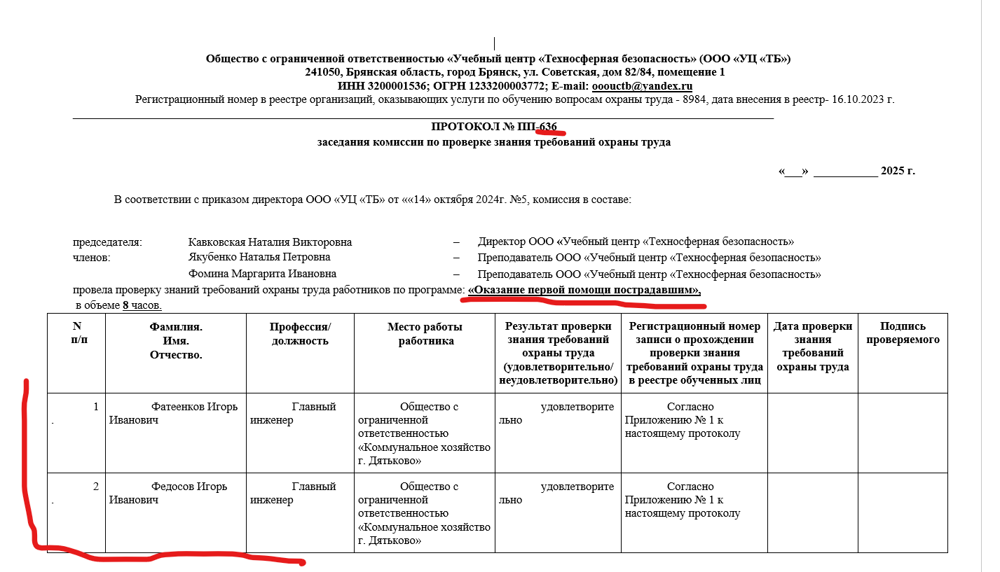 Общество с ограниченной ответственностью «Учебный центр «Техносферная безопасность» (ООО «УЦ «ТБ»)
241050, Брянская область, город Брянск, ул. Советская, дом 82/84, помещение 1
ИНН 3200001536; ОГРН 1233200003772; E-mail: ooouctb@yandex.ru
Регистрационный номер в реестре организаций, оказывающих услуги по обучению вопросам охраны труда - 8984, дата внесения в реестр- 16.10.2023 г.
ПРОТОКОЛ № ПП-636
заседания комиссии по проверке знания требований охраны труда
«___» ___________ 2025 г.
В соответствии с приказом директора ООО «УЦ «ТБ» от ««14» октября 2024г. №5, комиссия в составе:
председателя: Кавковская Наталия Викторовна – Директор ООО «Учебный центр «Техносферная безопасность»
членов: Якубенко Наталья Петровна – Преподаватель ООО «Учебный центр «Техносферная безопасность»
Фомина Маргарита Ивановна – Преподаватель ООО «Учебный центр «Техносферная безопасность»
провела проверку знаний требований охраны труда работников по программе: «Оказание первой помощи пострадавшим»,
в объеме 8 часов.
N
п/п
Фамилия.
Имя.
Отчество.
Профессия/
должность
Место работы
работника
Результат проверки
знания требований
охраны труда
(удовлетворительно/
неудовлетворительно)
Регистрационный номер
записи о прохождении
проверки знания
требований охраны труда
в реестре обученных лиц
Дата проверки
знания
требований
охраны труда
Подпись
проверяемого
1
.
Фатеенков Игорь
Иванович
Главный
инженер
Общество с
ограниченной
ответственностью
«Коммунальное хозяйство
г. Дятьково»
удовлетворите
льно
Согласно
Приложению № 1 к
настоящему протоколу
2
.
Федосов Игорь
Иванович
Главный
инженер
Общество с
ограниченной
ответственностью
«Коммунальное хозяйство
г. Дятьково»
удовлетворите
льно
Согласно
Приложению № 1 к
настоящему протоколу